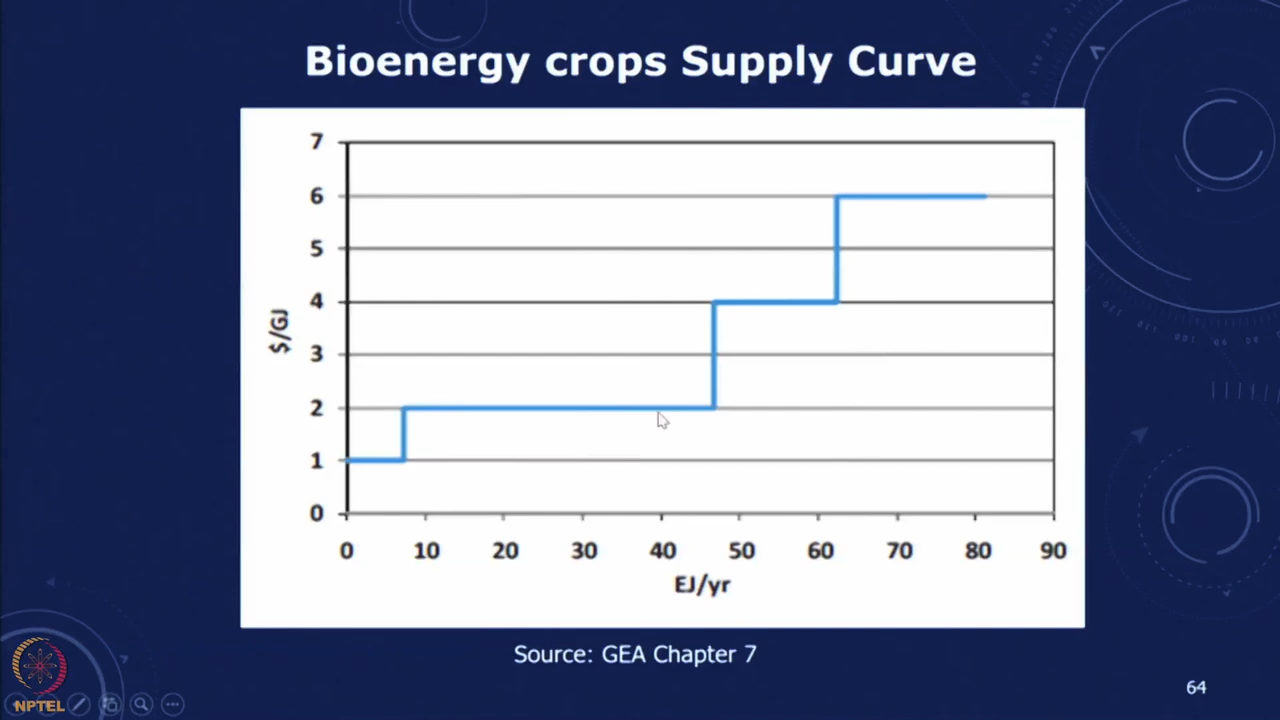 Bioenergy crops Supply Curve
7
6
5
4
3
2
1
0
$/GJ
0 10 20 30 40 50 60 70 80 90
EJ/yr
Source: GEA Chapter 7
64
NPTEL